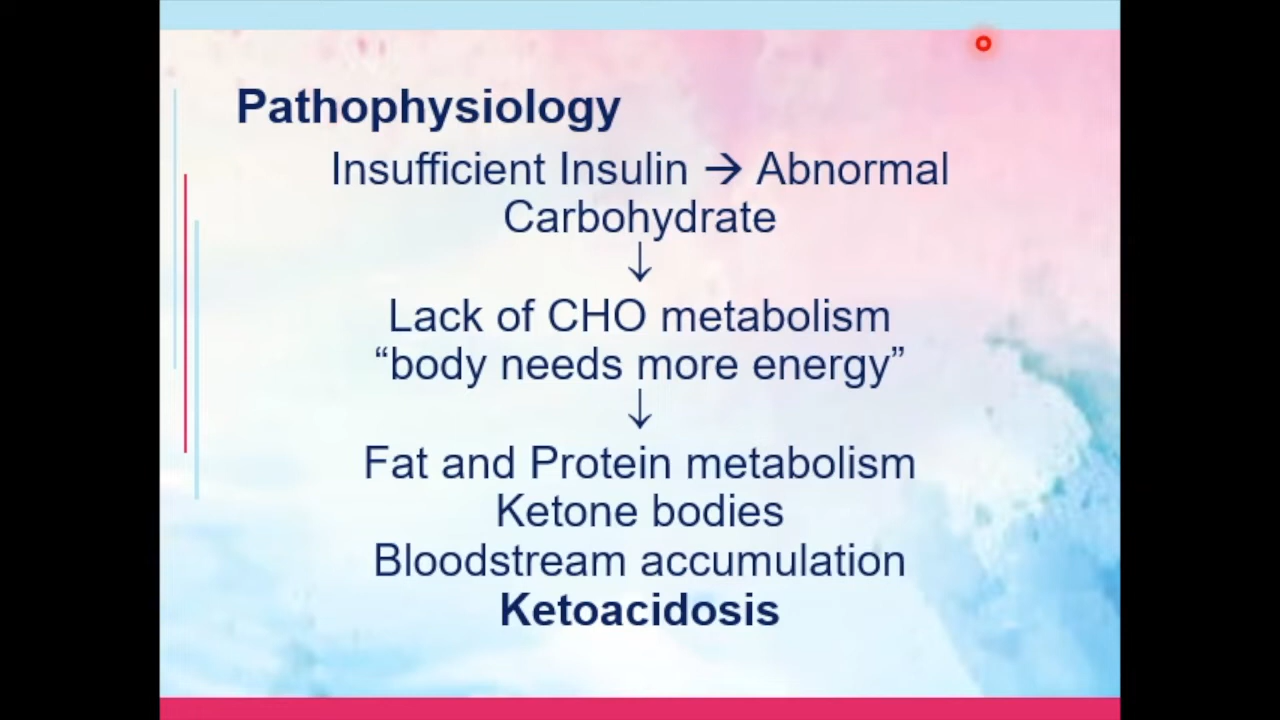 Pathophysiology
Insufficient Insulin → Abnormal
Carbohydrate
↓
Lack of CHO metabolism
“body needs more energy”
↓
Fat and Protein metabolism
Ketone bodies
Bloodstream accumulation
Ketoacidosis